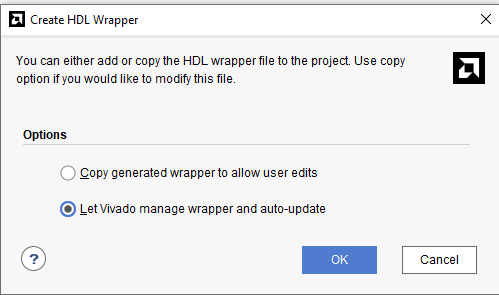 Create HDL Wrapper
You can either add or copy the HDL wrapper file to the project. Use copy
option if you would like to modify this file.
Options
Copy generated wrapper to allow user edits
Let Vivado manage wrapper and auto-update
?
OK
Cancel